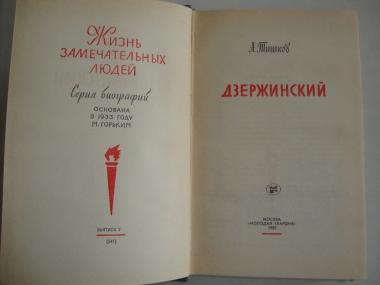 Жизнь
ЗАМЕЧАТЕЛЬНЫХ
ЛЮДЕЙ
Серия биографий
ОСНОВАНА
В 1933 ГОДУ
М. ГОРЬКИМ
А. Тишков
ДЗЕРЖИНСКИЙ
МОСКВА
«МОЛОДАЯ ГВАРДИЯ»